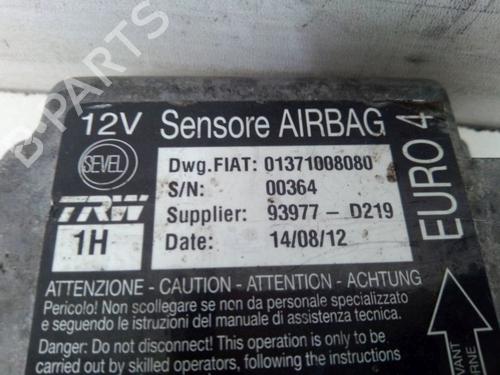 B-PARTS
12V Sensore AIRBAG
SEVEL
Dwg.FIAT: 01371008080
S/N: 00364
TRW
Supplier: 93977 - D219
1H
Date: 14/08/12
EURO 4
ATTENZIONE - CAUTION - ATTENTION - ACHTUNG
Pericolo! Non scollegare se non da personale specializzato
e seguendo le istruzioni del manuale di assistenza tecnica.
Danger: Do not disconnect! This operation is only to be
carried by skilled operators, following the instructions